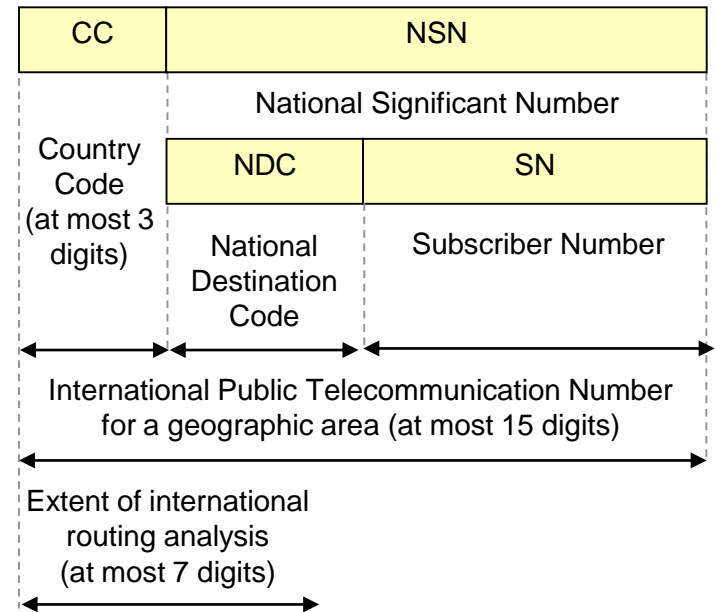 CC
NSN
National Significant Number
Country
Code
(at most 3
digits)
NDC
SN
National
Destination
Code
Subscriber Number
International Public Telecommunication Number
for a geographic area (at most 15 digits)
Extent of international
routing analysis
(at most 7 digits)